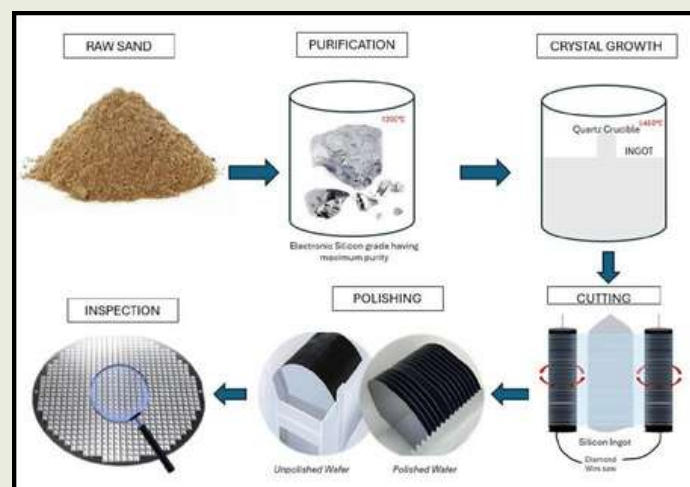 RAW SAND
PURIFICATION
CRYSTAL GROWTH
1200°C
Electronic Silicon grade having
maximum purity
1450°C
Quartz Crucible
INGOT
CUTTING
Silicon Ingot
Diamond
Wire saw
POLISHING
Unpolished Wafer
Polished Wafer
INSPECTION